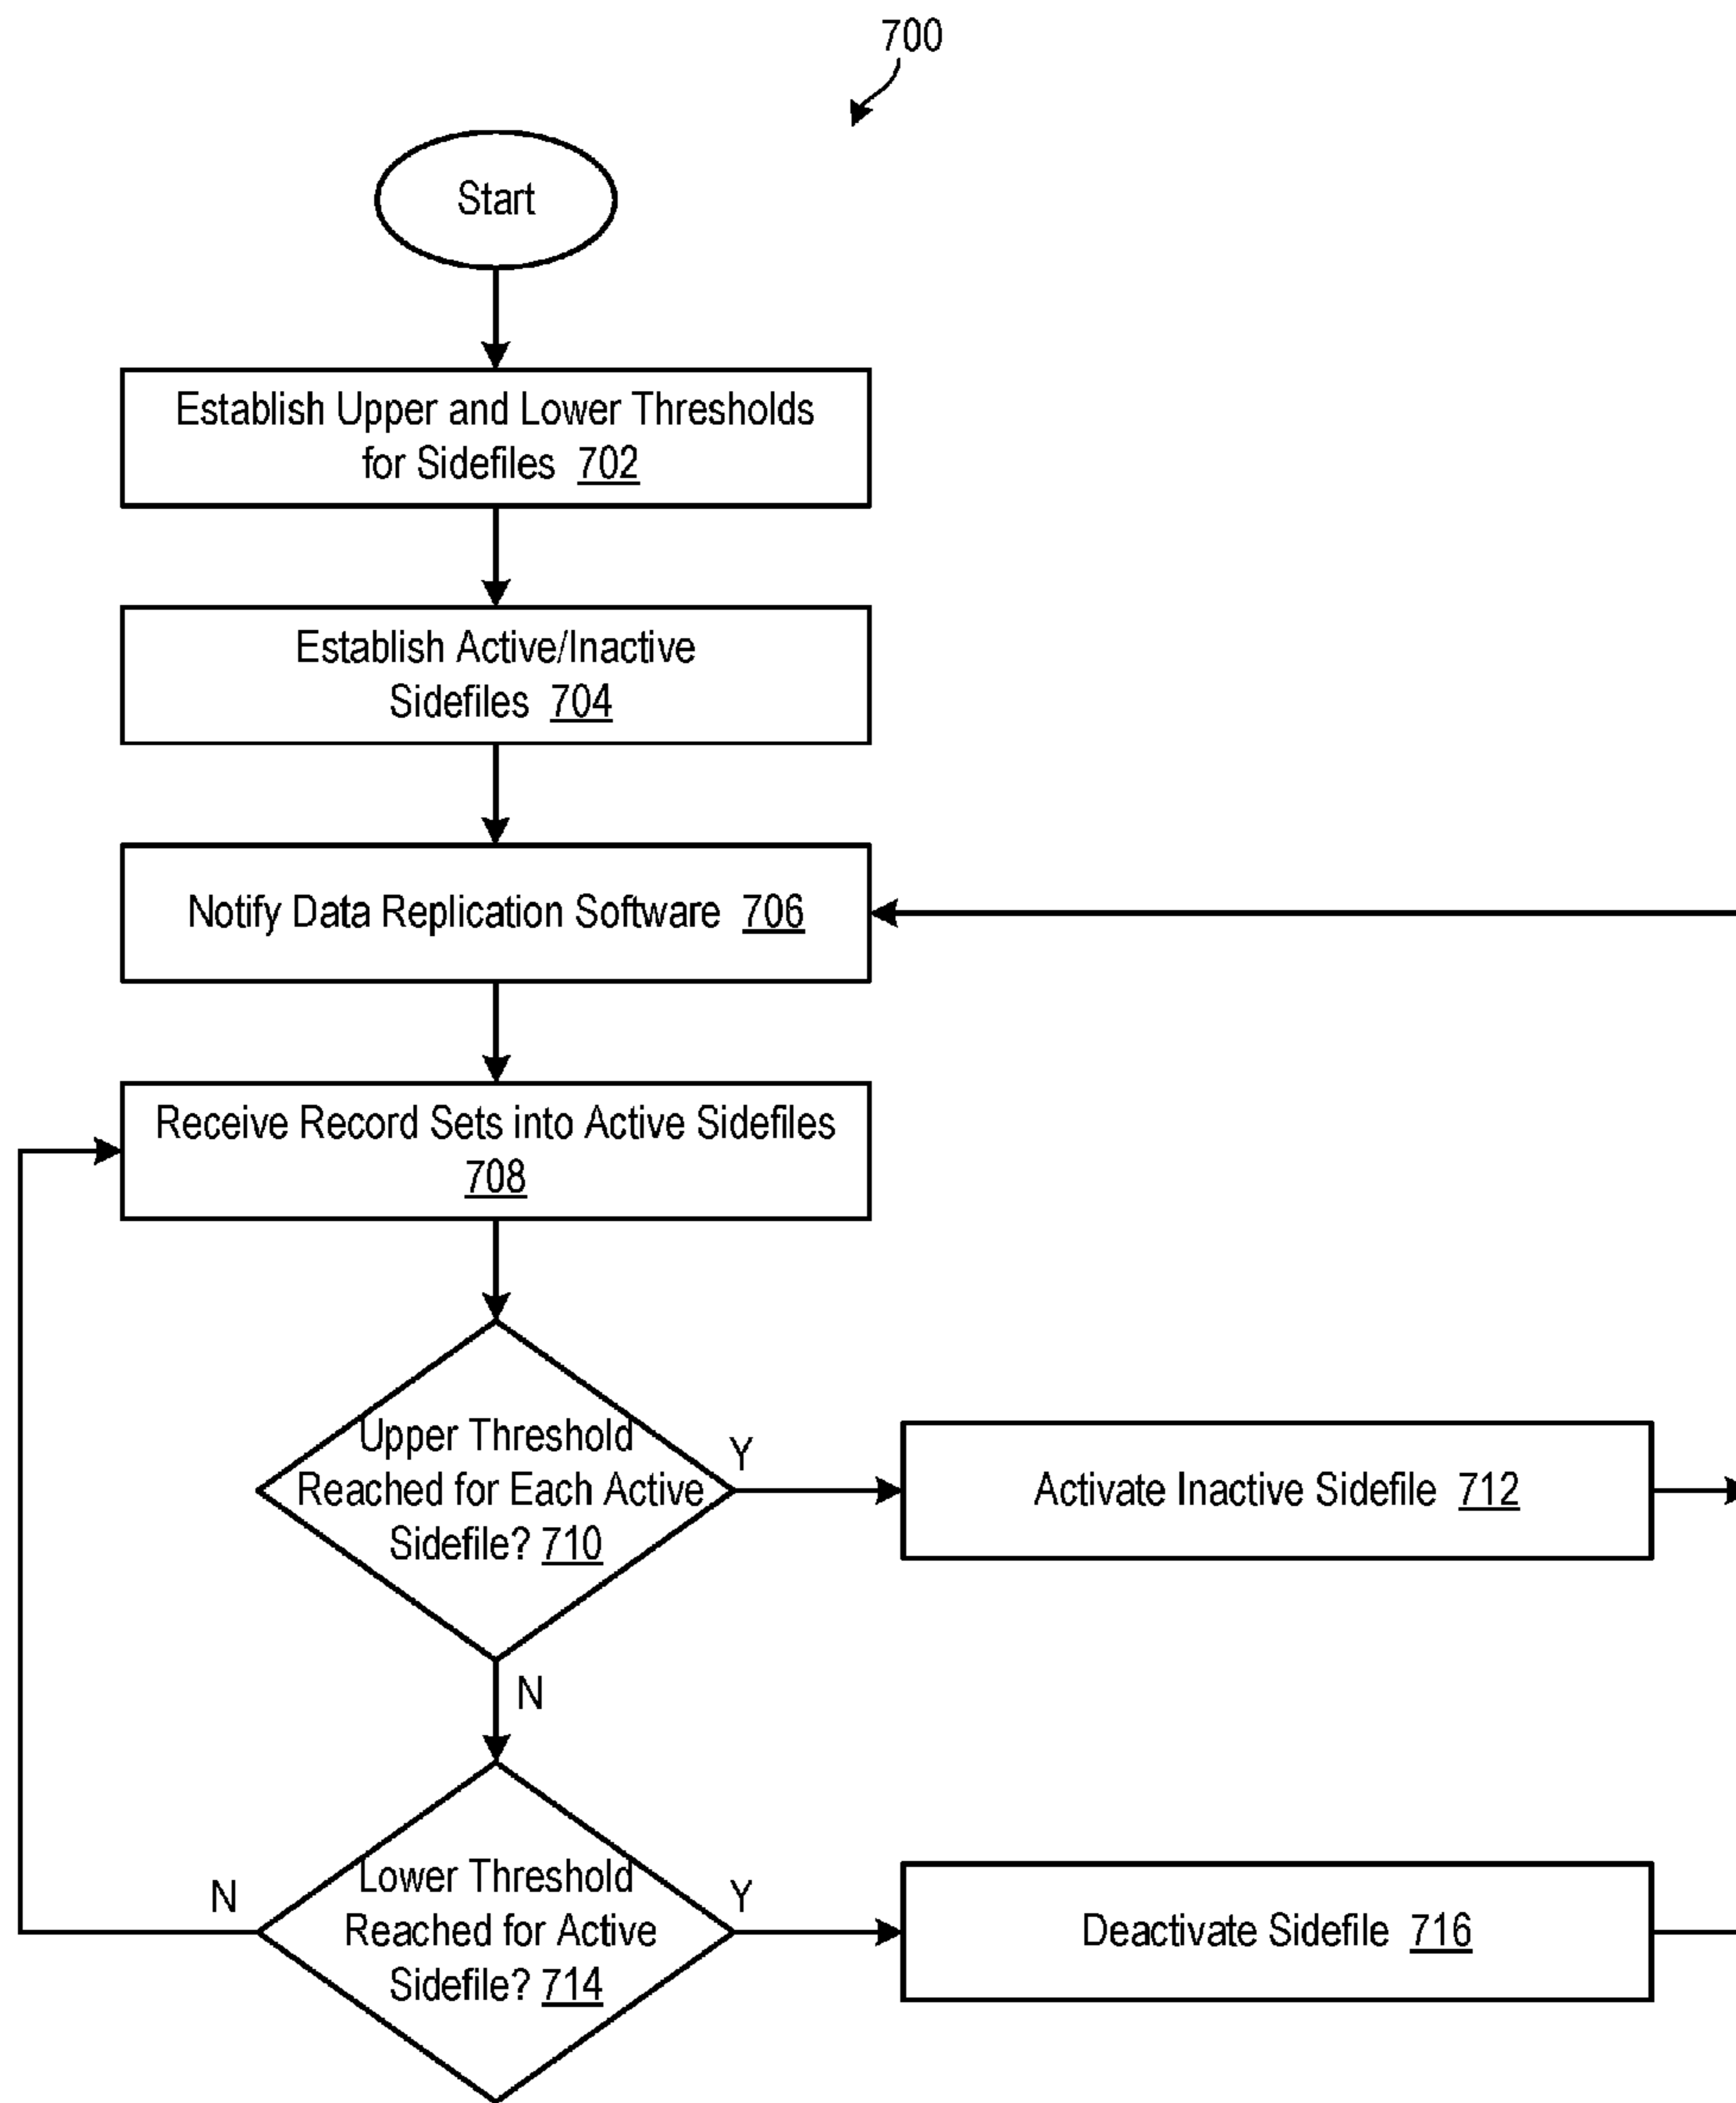 700
Start
Establish Upper and Lower Thresholds
for Sidefiles 702
Establish Active/Inactive
Sidefiles 704
Notify Data Replication Software 706
Receive Record Sets into Active Sidefiles
708
Upper Threshold
Reached for Each Active
Sidefile? 710
Y
Activate Inactive Sidefile 712
N
Lower Threshold
Reached for Active
Sidefile? 714
N
Y
Deactivate Sidefile 716